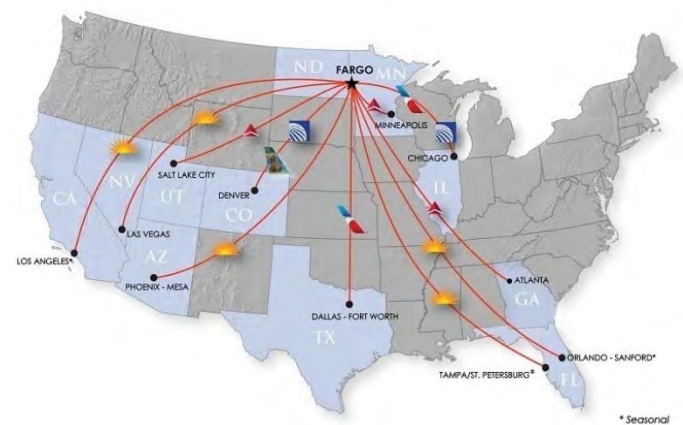 ND
MN
FARGO
MINNEAPOLIS
CHICAGO
SALT LAKE CITY
DENVER
CA
NV
UT
CO
IL
LAS VEGAS
LOS ANGELES*
AZ
PHOENIX - MESA
ATLANTA
GA
DALLAS - FORT WORTH
TX
ORLANDO - SANFORD*
TAMPA/ST. PETERSBURG*
FL
* Seasonal